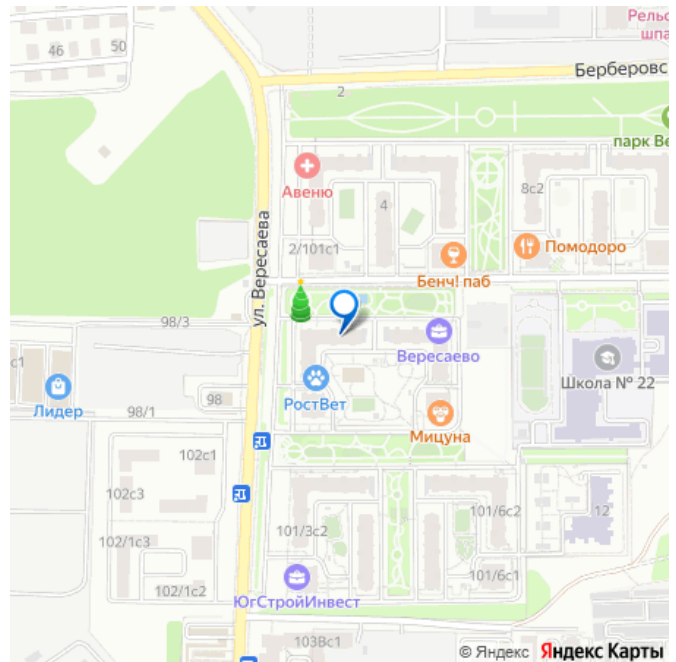 Рельс
шпа
46
50
Берберовс
2
парк Ве
Авеню
4
8с2
ул. Вересаева
2/101с1
Помодоро
Бенч! паб
98/3
Вересаево
с1
Школа № 22
РостВет
98
Лидер
98/1
Мицуна
102с1
102с3
101/3с2
101/6с2
12
102/1с3
101/6с1
102/1с2
ЮгСтройИнвест
103Вс1
© Яндекс Яндекс Карты